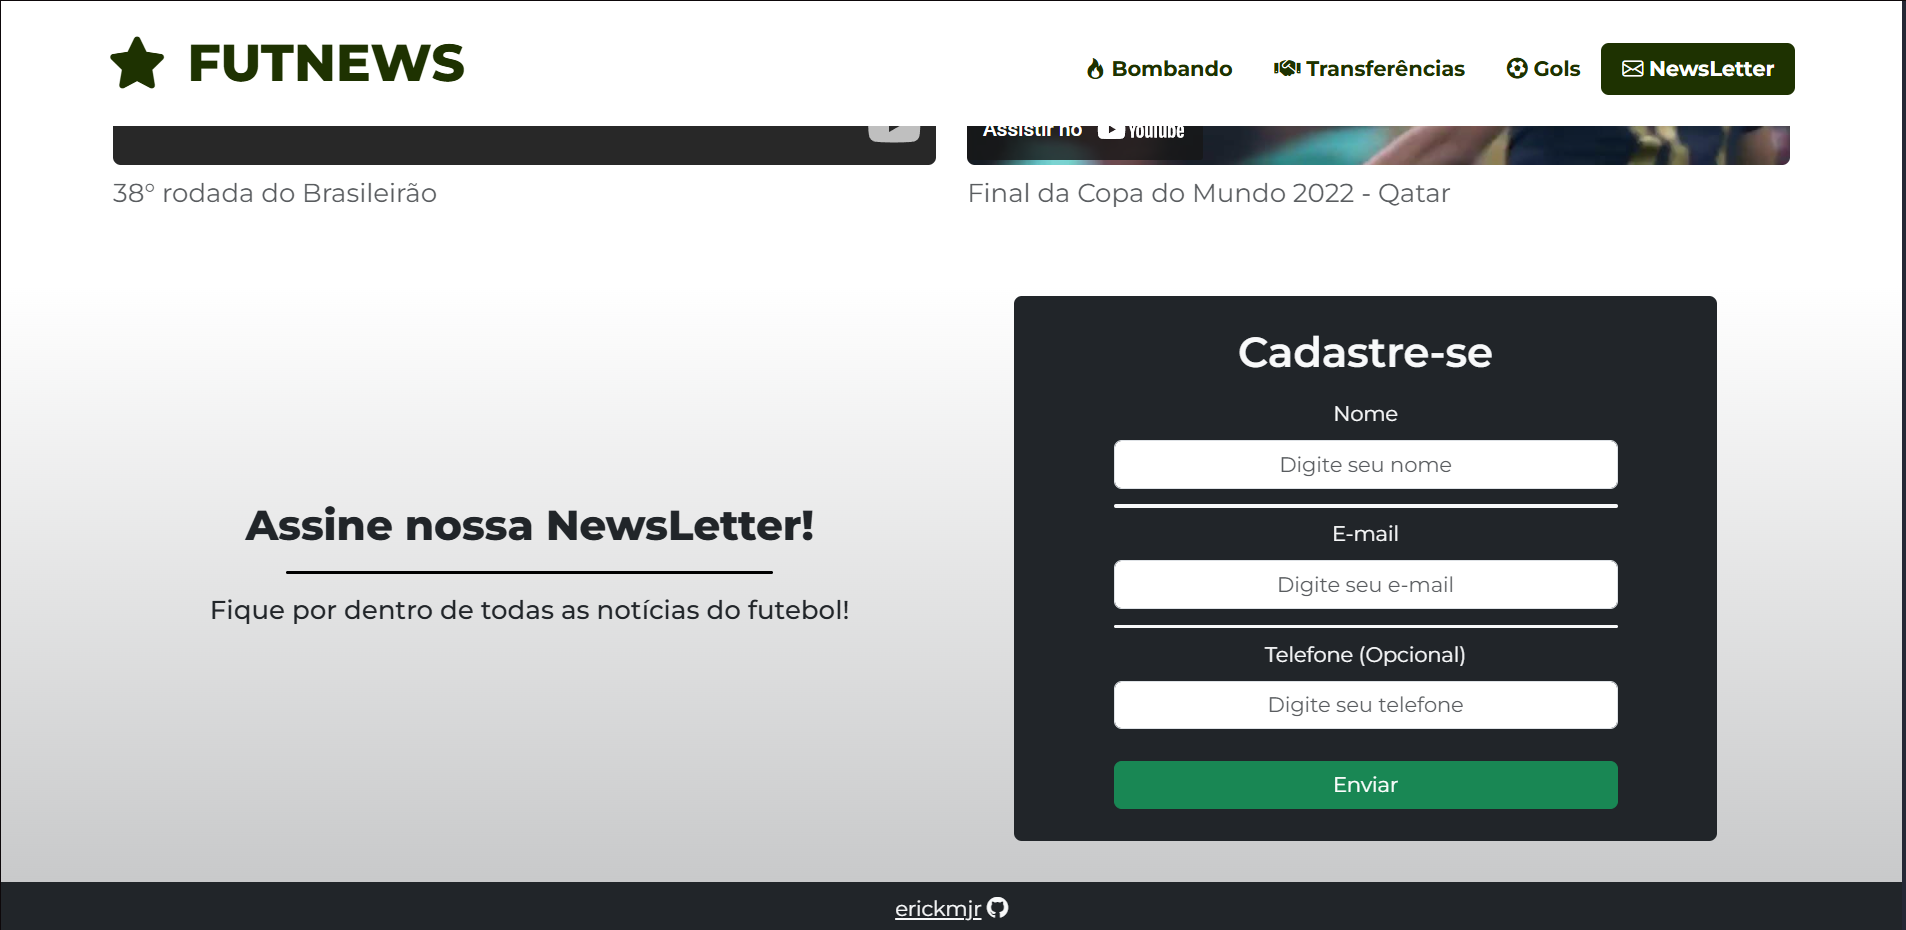 FUTNEWS
Bombando
Transferências
Gols
NewsLetter
Assistir no YouTube
38° rodada do Brasileirão
Final da Copa do Mundo 2022 - Qatar
Assine nossa NewsLetter!
Fique por dentro de todas as notícias do futebol!
Cadastre-se
Nome
Digite seu nome
E-mail
Digite seu e-mail
Telefone (Opcional)
Digite seu telefone
Enviar
erickmjr